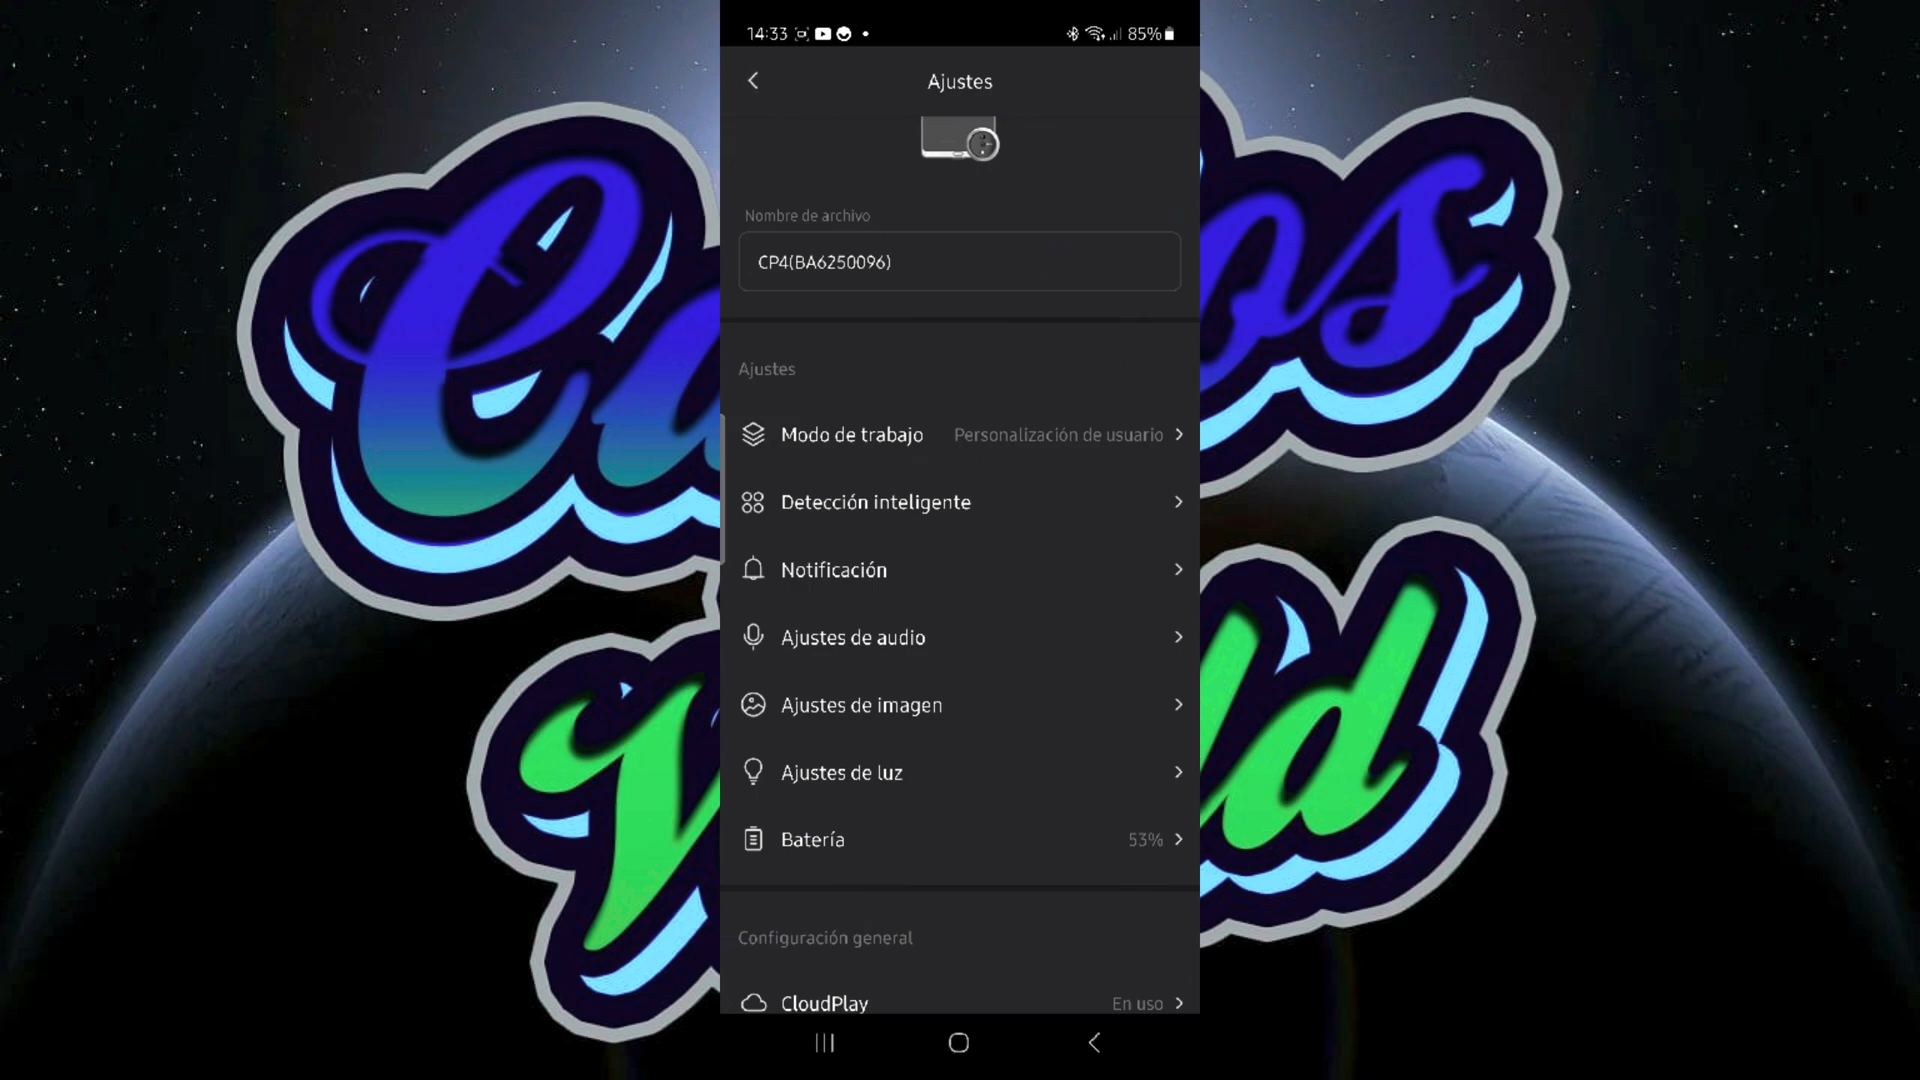 14:33
85%
Ajustes
Nombre de archivo
CP4(BA6250096)
Ajustes
Modo de trabajo Personalización de usuario
Detección inteligente
Notificación
Ajustes de audio
Ajustes de imagen
Ajustes de luz
Batería 53%
Configuración general
CloudPlay En uso